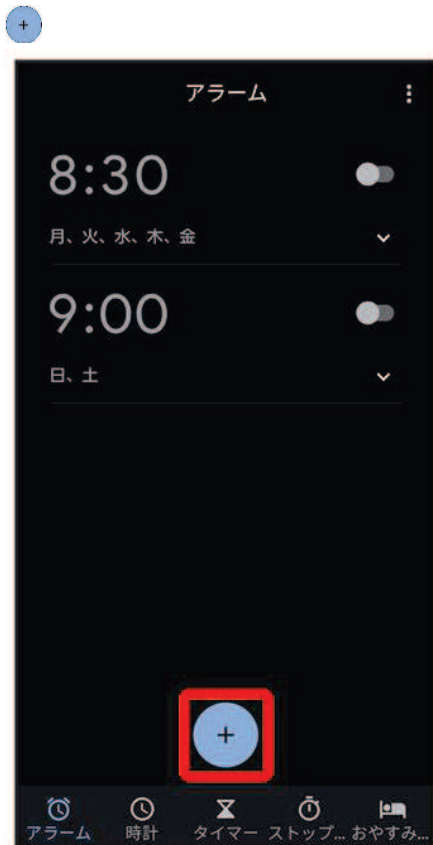 +
アラーム
8:30
月、火、水、木、金
9:00
日、土
+
アラーム 時計 タイマー ストップ... おやすみ...